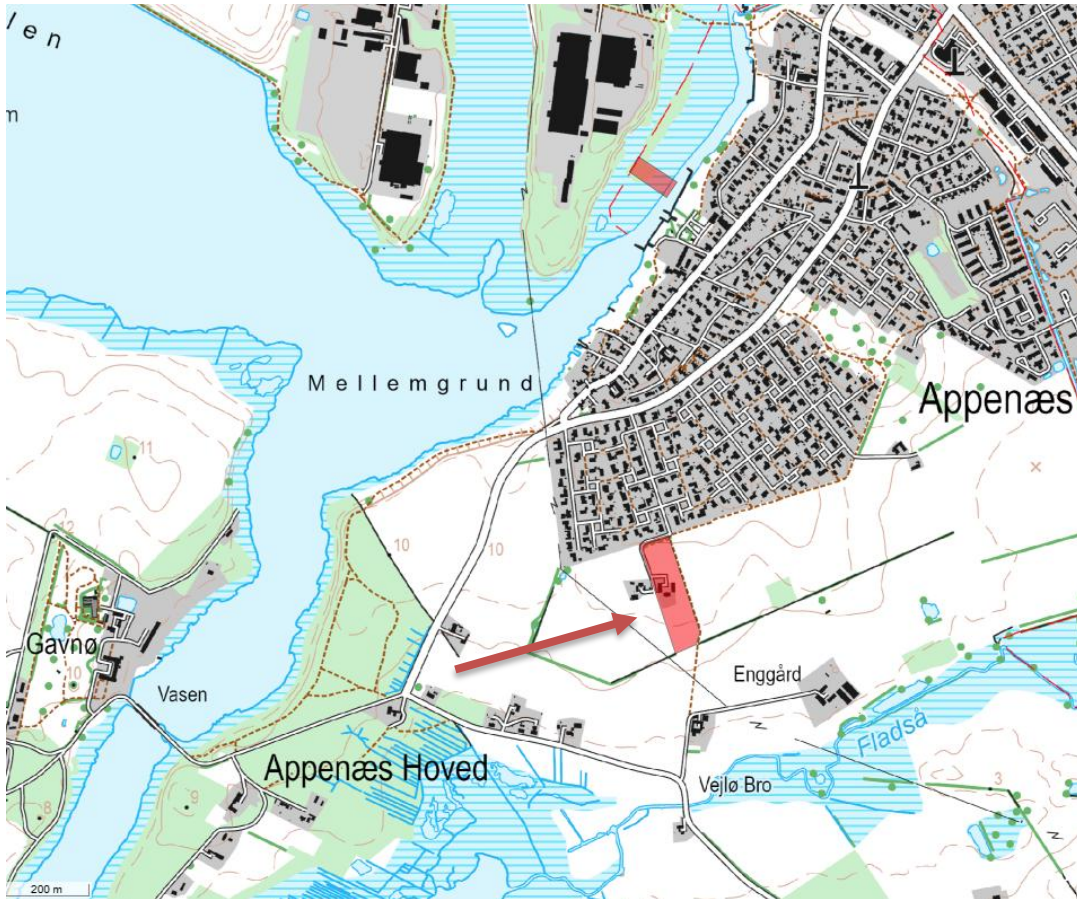 len
m
Mellemgrund
Appenæs
11
12
10
10
Gavnø
10
Vasen
Enggård
Fladså
Appenæs Hoved
Vejlø Bro
3
9
8
200 m